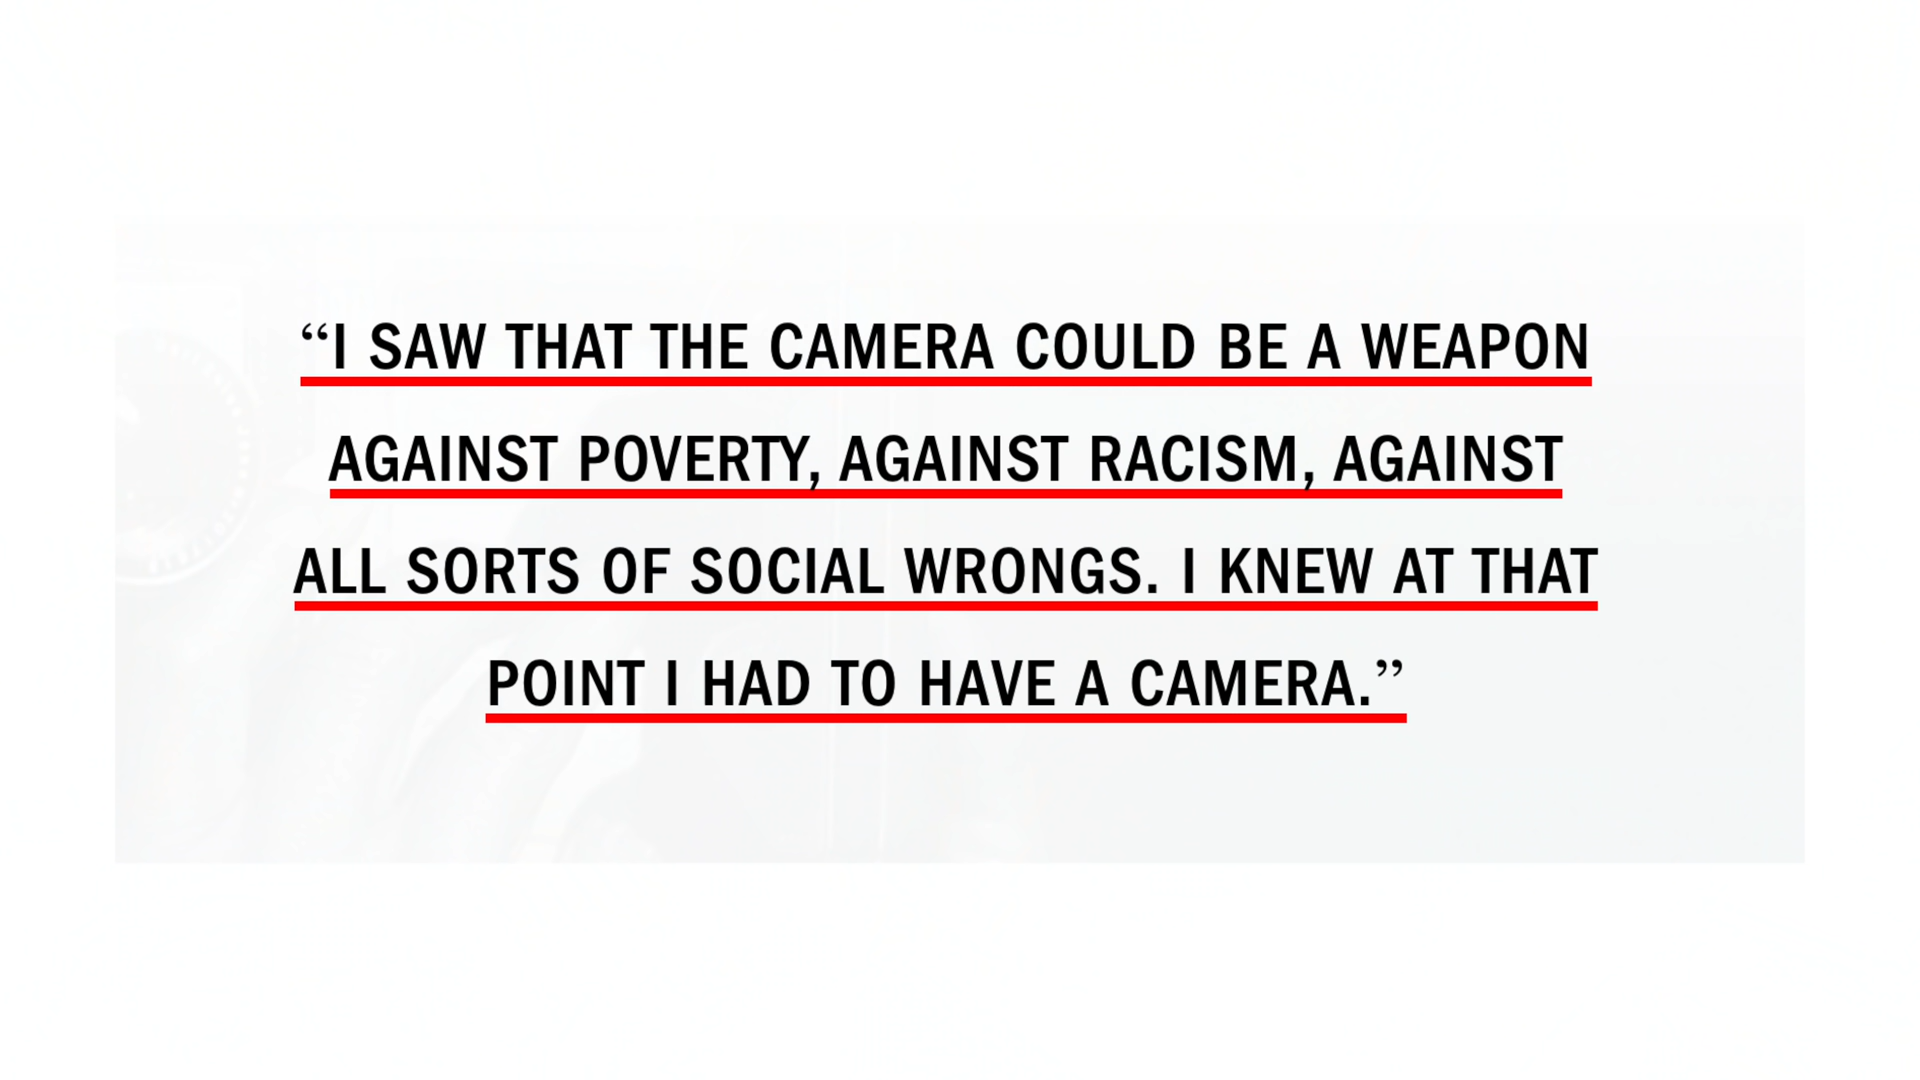 “I SAW THAT THE CAMERA COULD BE A WEAPON
AGAINST POVERTY, AGAINST RACISM, AGAINST
ALL SORTS OF SOCIAL WRONGS. I KNEW AT THAT
POINT I HAD TO HAVE A CAMERA.”